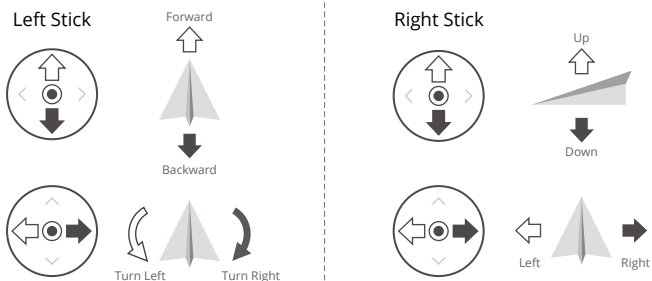 Left Stick
Forward
Backward
Turn Left
Turn Right
Right Stick
Up
Down
Left
Right